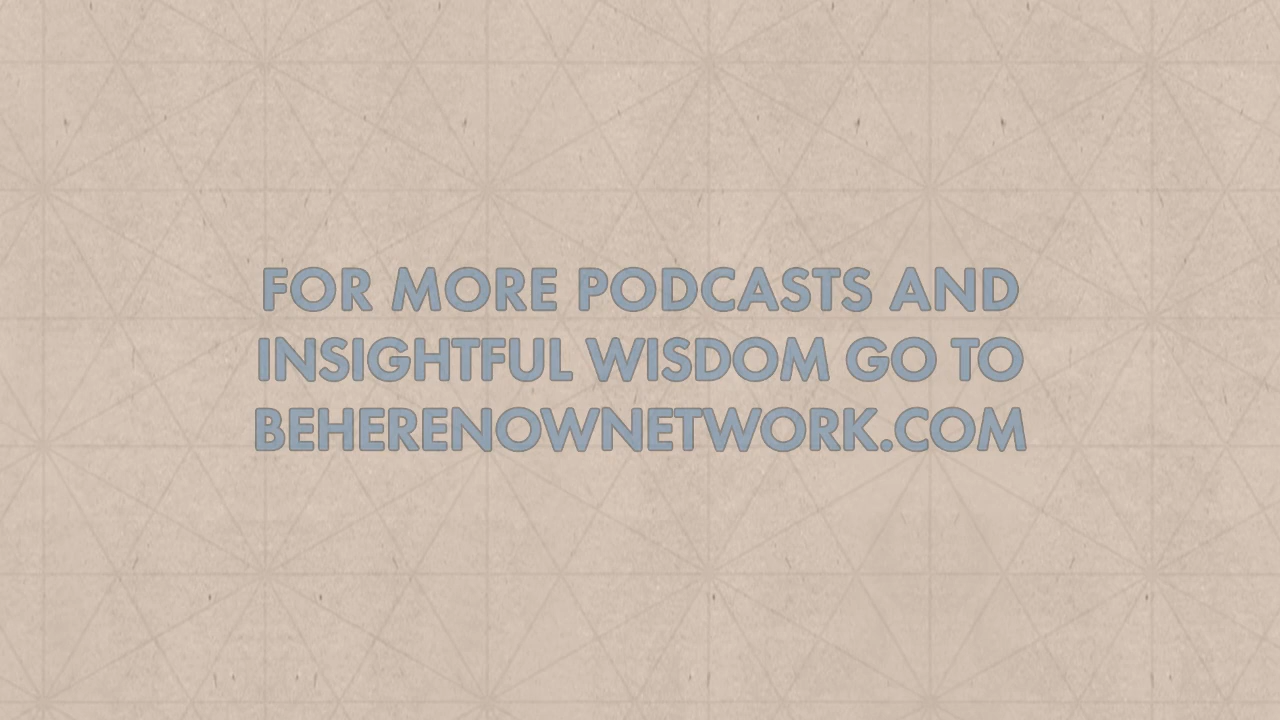 FOR MORE PODCASTS AND
INSIGHTFUL WISDOM GO TO
BEHERENOWNETWORK.COM